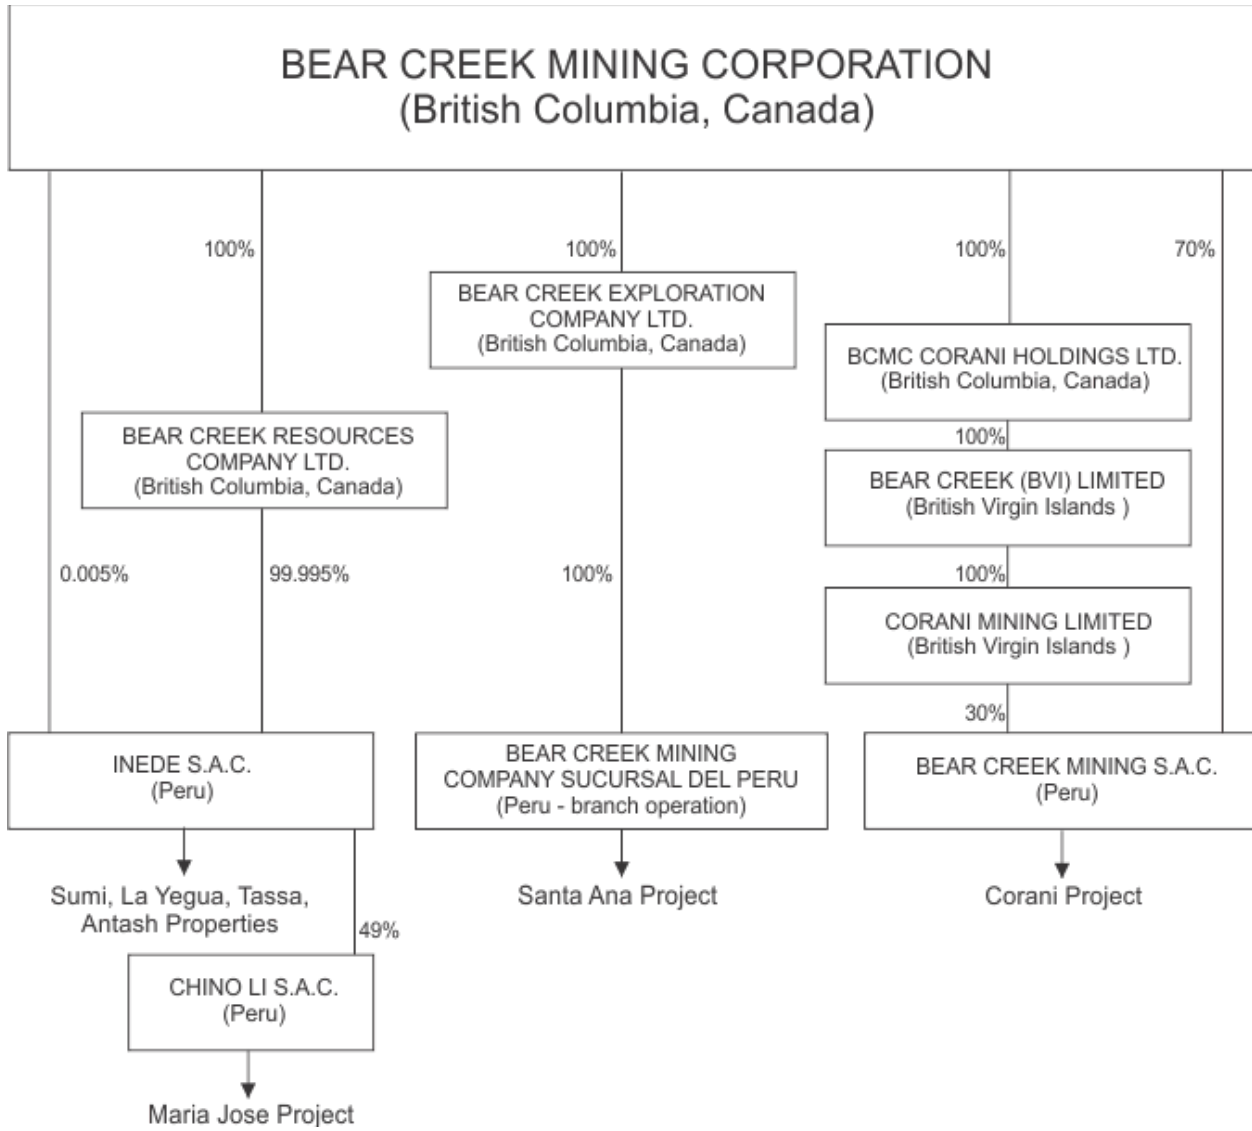 BEAR CREEK MINING CORPORATION
(British Columbia, Canada)
100%
100%
100%
70%
BEAR CREEK EXPLORATION
COMPANY LTD.
(British Columbia, Canada)
BCMC CORANI HOLDINGS LTD.
(British Columbia, Canada)
BEAR CREEK RESOURCES
COMPANY LTD.
(British Columbia, Canada)
100%
BEAR CREEK (BVI) LIMITED
(British Virgin Islands )
0.005%
99.995%
100%
100%
CORANI MINING LIMITED
(British Virgin Islands )
30%
INEDE S.A.C.
(Peru)
BEAR CREEK MINING
COMPANY SUCURSAL DEL PERU
(Peru - branch operation)
BEAR CREEK MINING S.A.C.
(Peru)
Sumi, La Yegua, Tassa,
Antash Properties
Santa Ana Project
Corani Project
49%
CHINO LI S.A.C.
(Peru)
Maria Jose Project